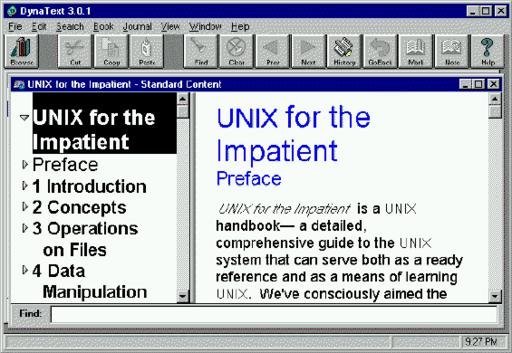 DynaText 3.0.1
File Edit Search Book Journal View Window Help
Browse Cut Copy Paste Find Clear Prev Next History GoBack Mark Note Help
UNIX for the Impatient - Standard Content
UNIX for the
Impatient
Preface
1 Introduction
2 Concepts
3 Operations
on Files
4 Data
Manipulation
UNIX for the
Impatient
Preface
UNIX for the Impatient is a UNIX
handbook— a detailed,
comprehensive guide to the UNIX
system that can serve both as a ready
reference and as a means of learning
UNIX. We've consciously aimed the
Find:
9:27 PM